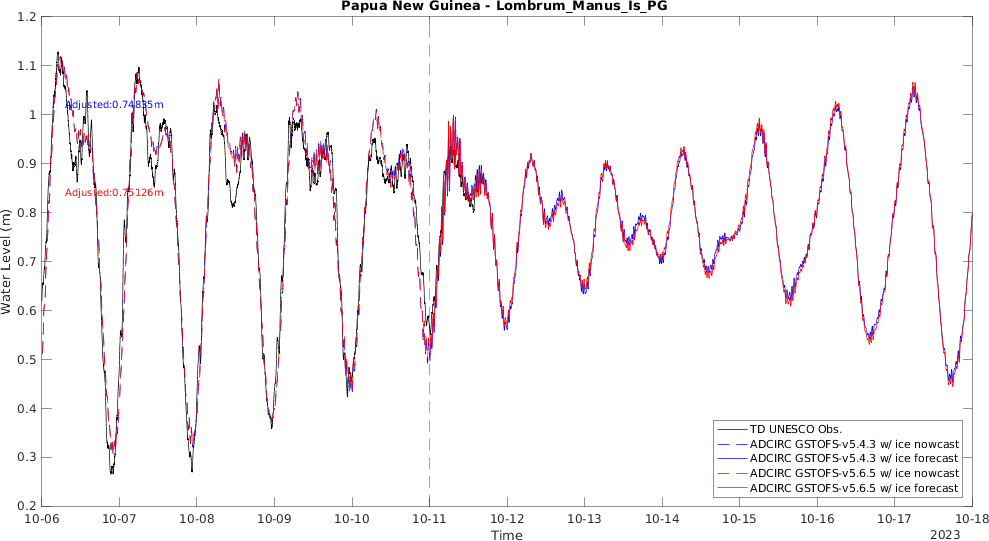 Papua New Guinea - Lombrum_Manus_Is_PG
1.2
1.1
1
0.9
0.8
0.7
0.6
0.5
0.4
0.3
0.2
Water Level (m)
Adjusted:0.74835m
Adjusted:0.75126m
TD UNESCO Obs.
ADCIRC GSTOFS-v5.4.3 w/ ice nowcast
ADCIRC GSTOFS-v5.4.3 w/ ice forecast
ADCIRC GSTOFS-v5.6.5 w/ ice nowcast
ADCIRC GSTOFS-v5.6.5 w/ ice forecast
10-06 10-07 10-08 10-09 10-10 10-11 10-12 10-13 10-14 10-15 10-16 10-17 10-18
Time
2023